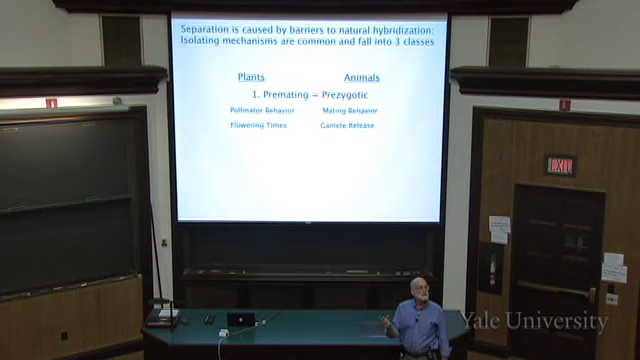 Separation is caused by barriers to natural hybridization:
Isolating mechanisms are common and fall into 3 classes
Plants Animals
1. Premating = Prezygotic
Pollinator Behavior Mating Behavior
Flowering Times Gamete Release
EXIT
Yale University